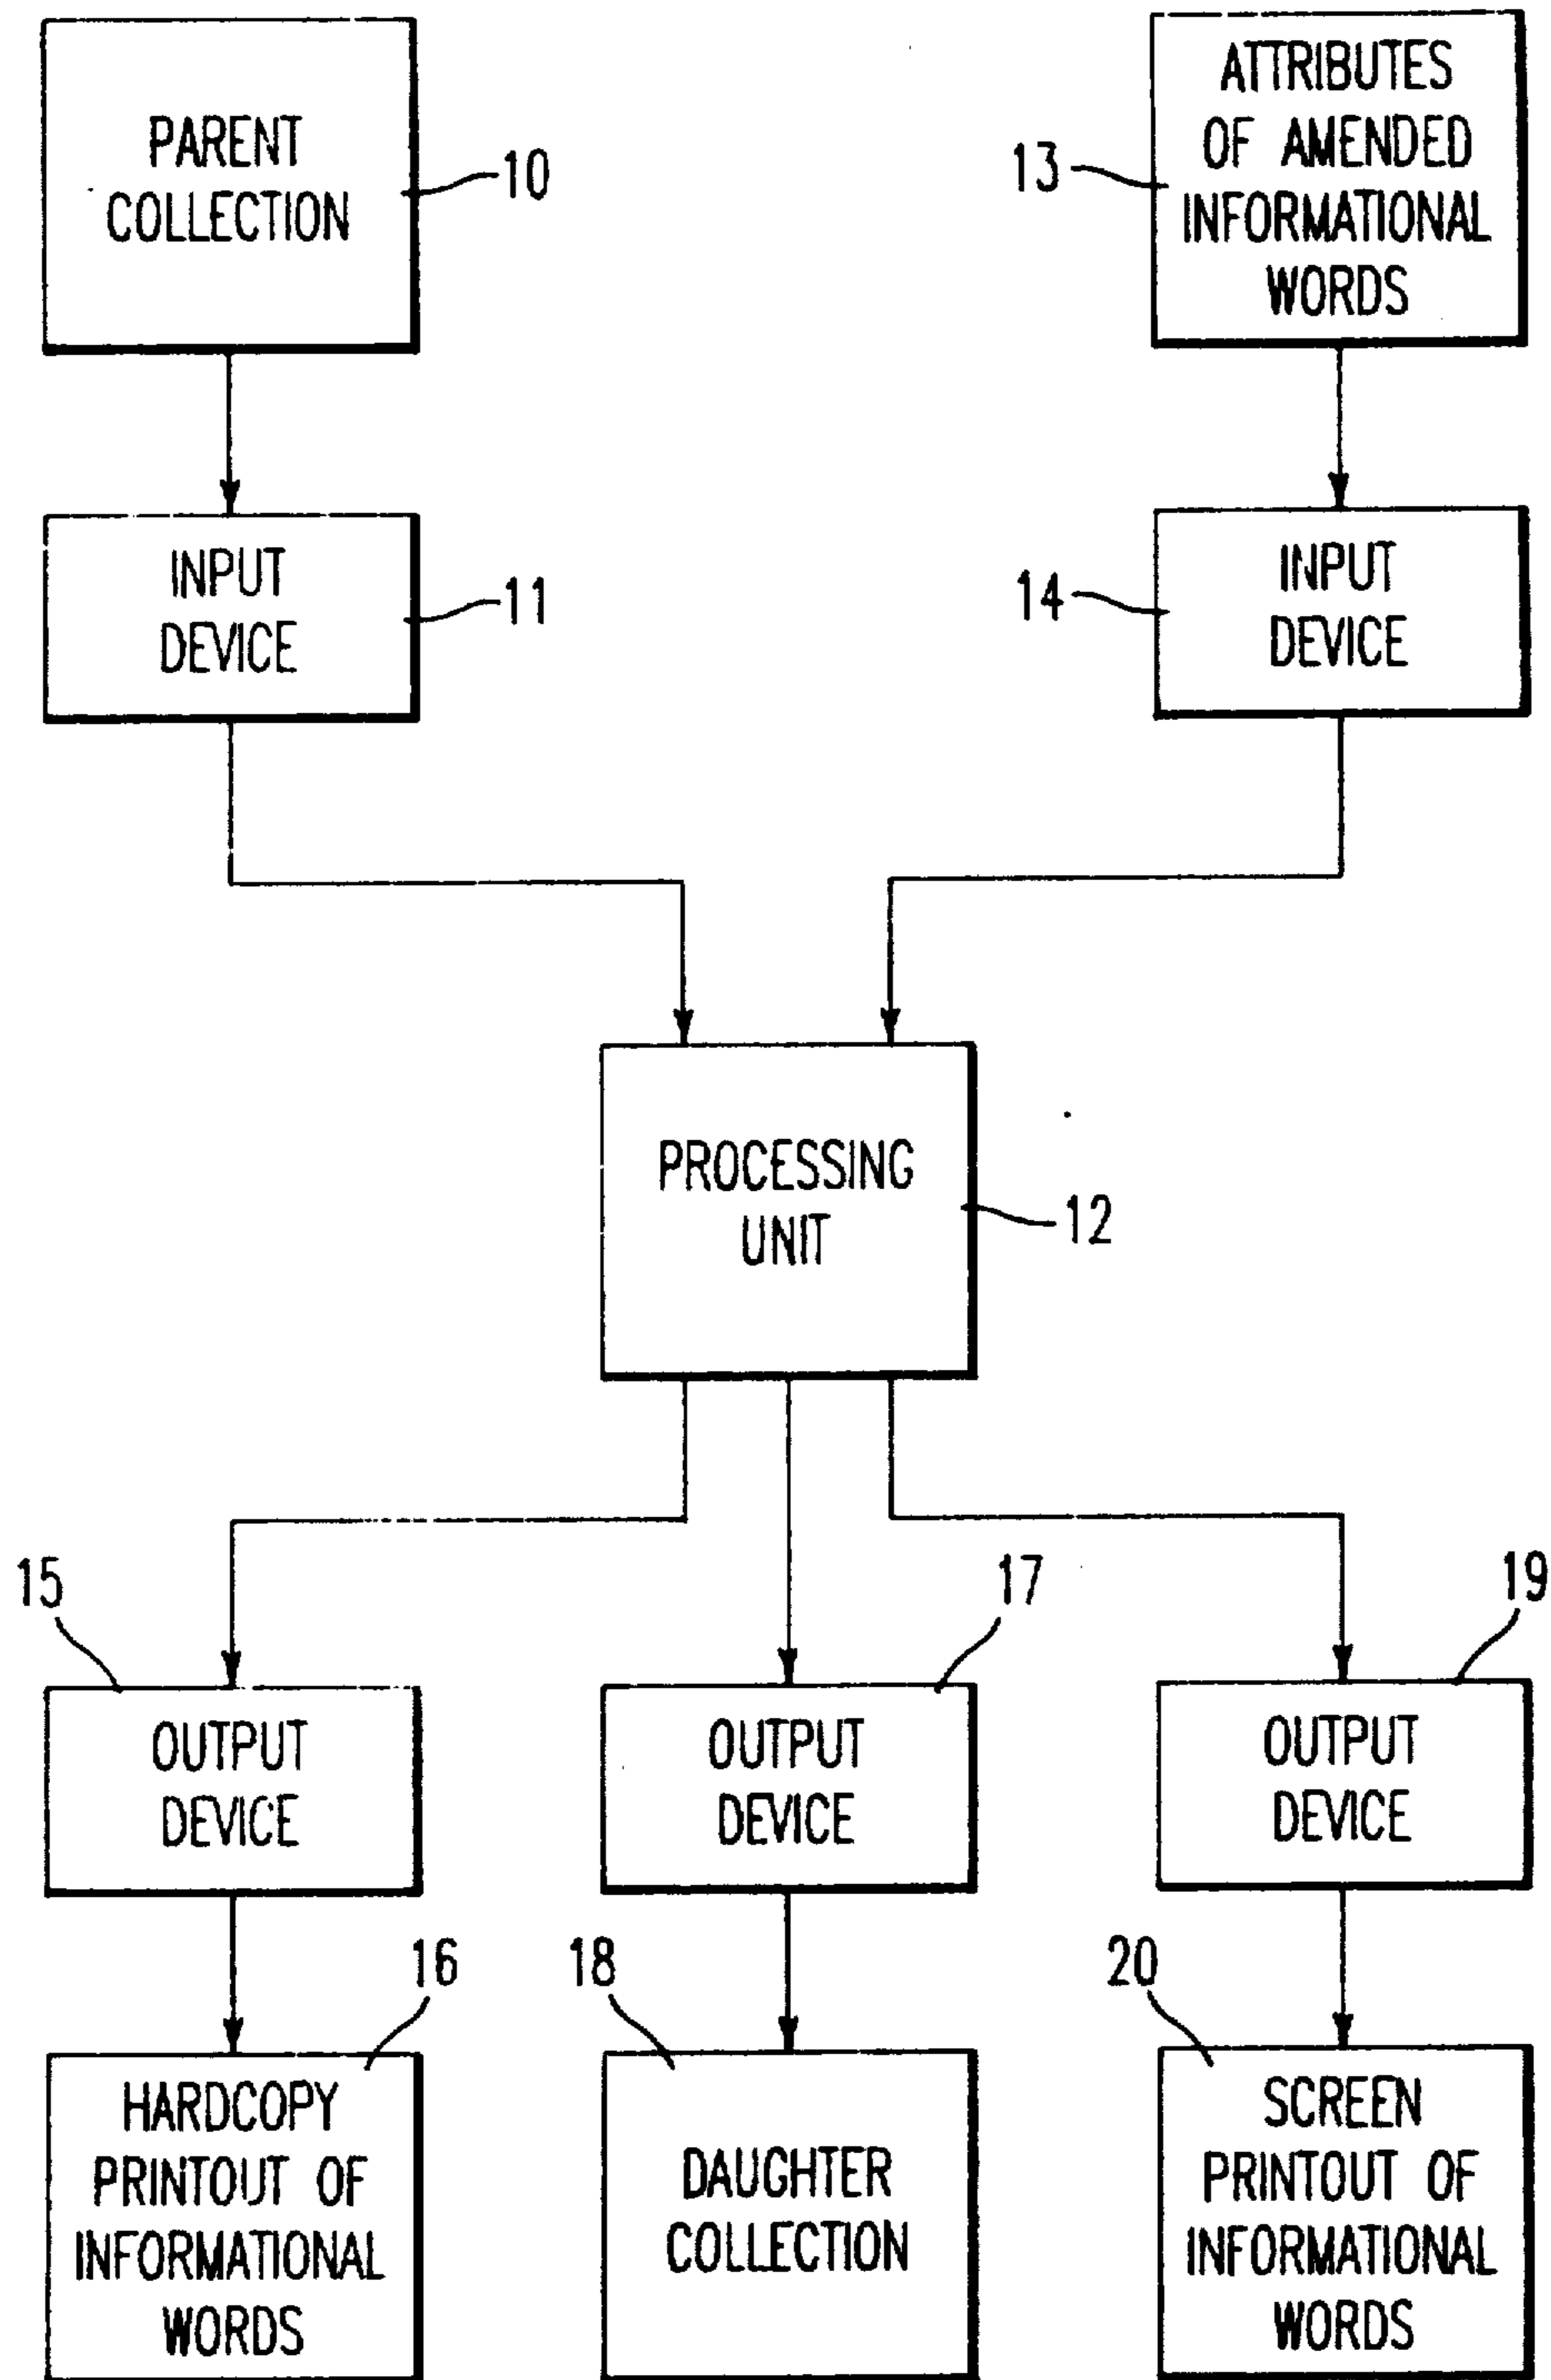 PARENT
COLLECTION
10
ATTRIBUTES
OF AMENDED
INFORMATIONAL
WORDS
13
INPUT
DEVICE
11
INPUT
DEVICE
14
PROCESSING
UNIT
12
15
OUTPUT
DEVICE
17
OUTPUT
DEVICE
19
OUTPUT
DEVICE
16
HARDCOPY
PRINTOUT OF
INFORMATIONAL
WORDS
18
DAUGHTER
COLLECTION
20
SCREEN
PRINTOUT OF
INFORMATIONAL
WORDS